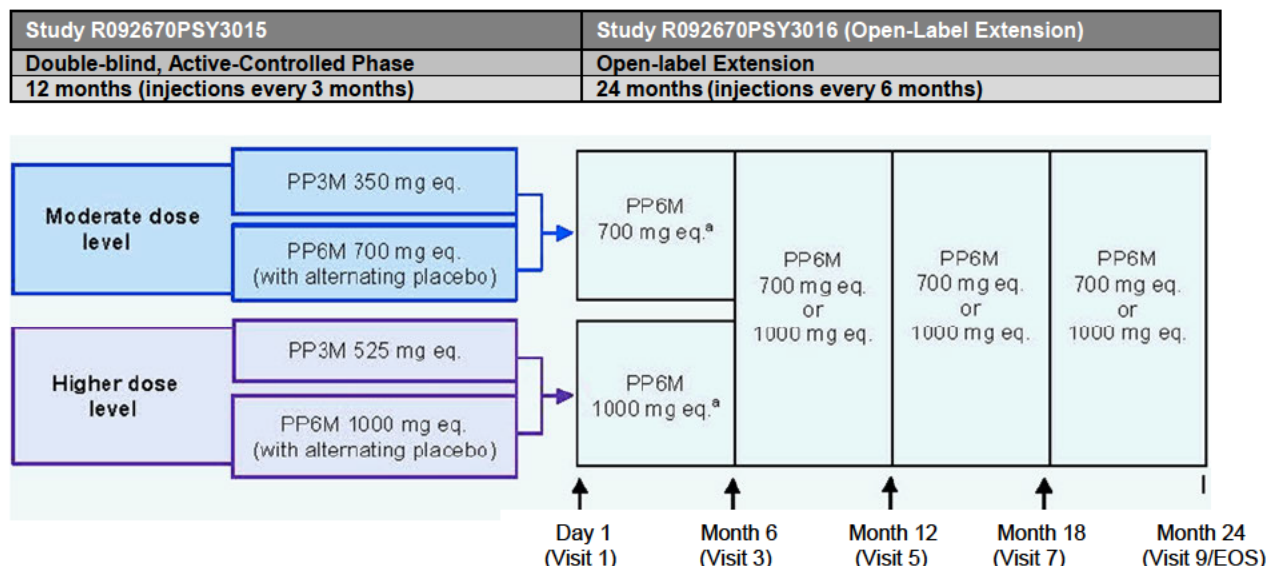 Study R092670PSY3015
Study R092670PSY3016 (Open-Label Extension)
Double-blind, Active-Controlled Phase
Open-label Extension
12 months (injections every 3 months)
24 months (injections every 6 months)
Moderate dose
level
PP3M 350 mg eq.
PP6M 700 mg eq.
(with alternating placebo)
Higher dose
level
PP3M 525 mg eq.
PP6M 1000 mg eq.
(with alternating placebo)
PP6M
700 mg eq.ª
PP6M
1000 mg eq.ª
PP6M
700 mg eq.
or
1000 mg eq.
PP6M
700 mg eq.
or
1000 mg eq.
PP6M
700 mg eq.
or
1000 mg eq.
Day 1
(Visit 1)
Month 6
(Visit 3)
Month 12
(Visit 5)
Month 18
(Visit 7)
Month 24
(Visit 9/EOS)